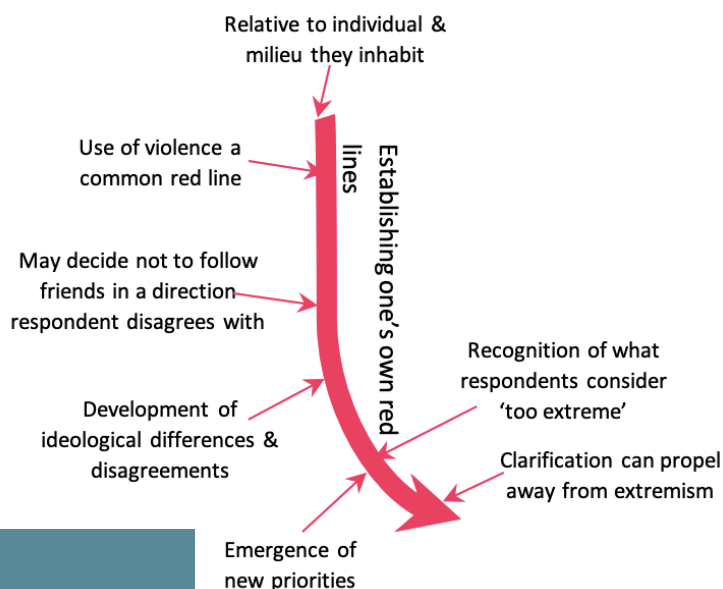 Relative to individual &
milieu they inhabit
Use of violence a
common red line
Establishing one's own red
lines
May decide not to follow
friends in a direction
respondent disagrees with
Recognition of what
respondents consider
‘too extreme’
Development of
ideological differences &
disagreements
Clarification can propel
away from extremism
Emergence of
new priorities